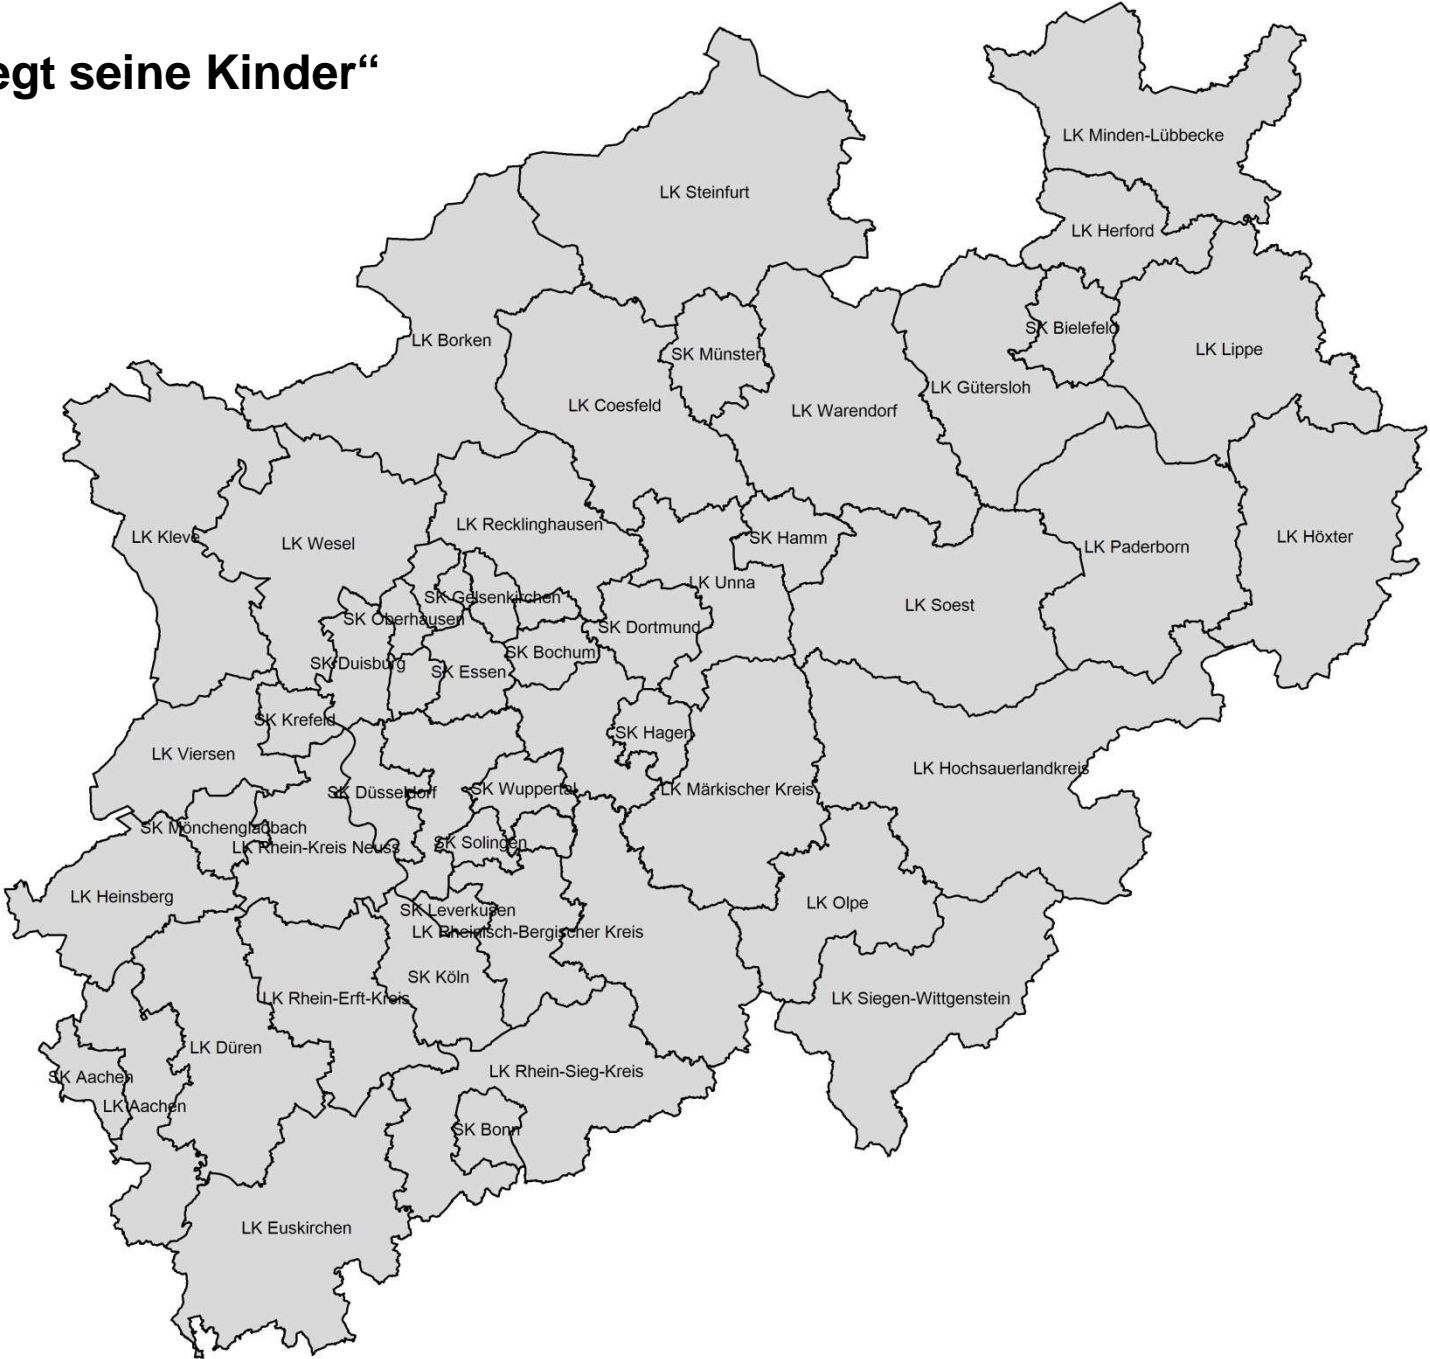 egt seine Kinder“
LK Minden-Lübbecke
LK Steinfurt
LK Herford
SK Bielefeld
LK Borken
LK Lippe
SK Münster
LK Gütersloh
LK Coesfeld
LK Warendorf
LK Recklinghausen
LK Kleve
LK Wesel
SK Hamm
LK Höxter
LK Paderborn
LK Unna
SK Gelsenkirchen
LK Soest
SK Oberhausen
SK Dortmund
SK Bochum
SK Duisburg
SK Essen
SK Krefeld
SK Hagen
LK Viersen
LK Hochsauerlandkreis
SK Düsseldorf
SK Wuppertal
LK Märkischer Kreis
SK Mönchengladbach
LK Rhein-Kreis Neuss
SK Solingen
LK Heinsberg
LK Olpe
SK Leverkusen
LK Rheinisch-Bergischer Kreis
SK Köln
LK Rhein-Erft-Kreis
LK Siegen-Wittgenstein
LK Düren
LK Rhein-Sieg-Kreis
SK Aachen
LK Aachen
SK Bonn
LK Euskirchen